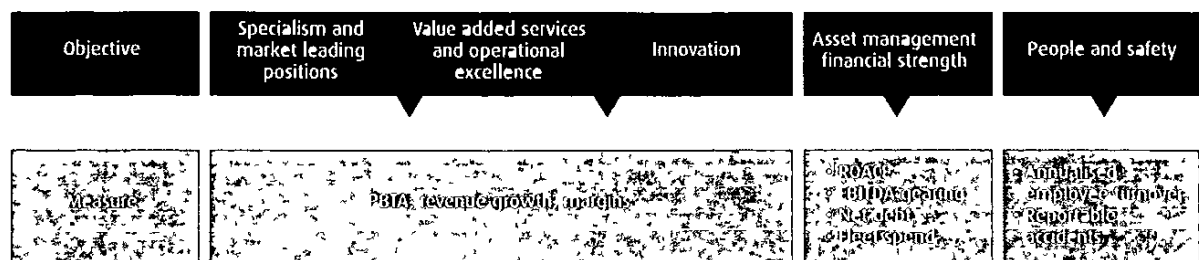 Objective
Specialism and
market leading
positions
Value added services
and operational
excellence
Innovation
Asset management
financial strength
People and safety
Measure
PBTA, revenue growth, margins
• ROACE
• EBITDA gearing
• Net debt
• Fleet spend
• Annualised
employee turnover
• Reportable
accidents